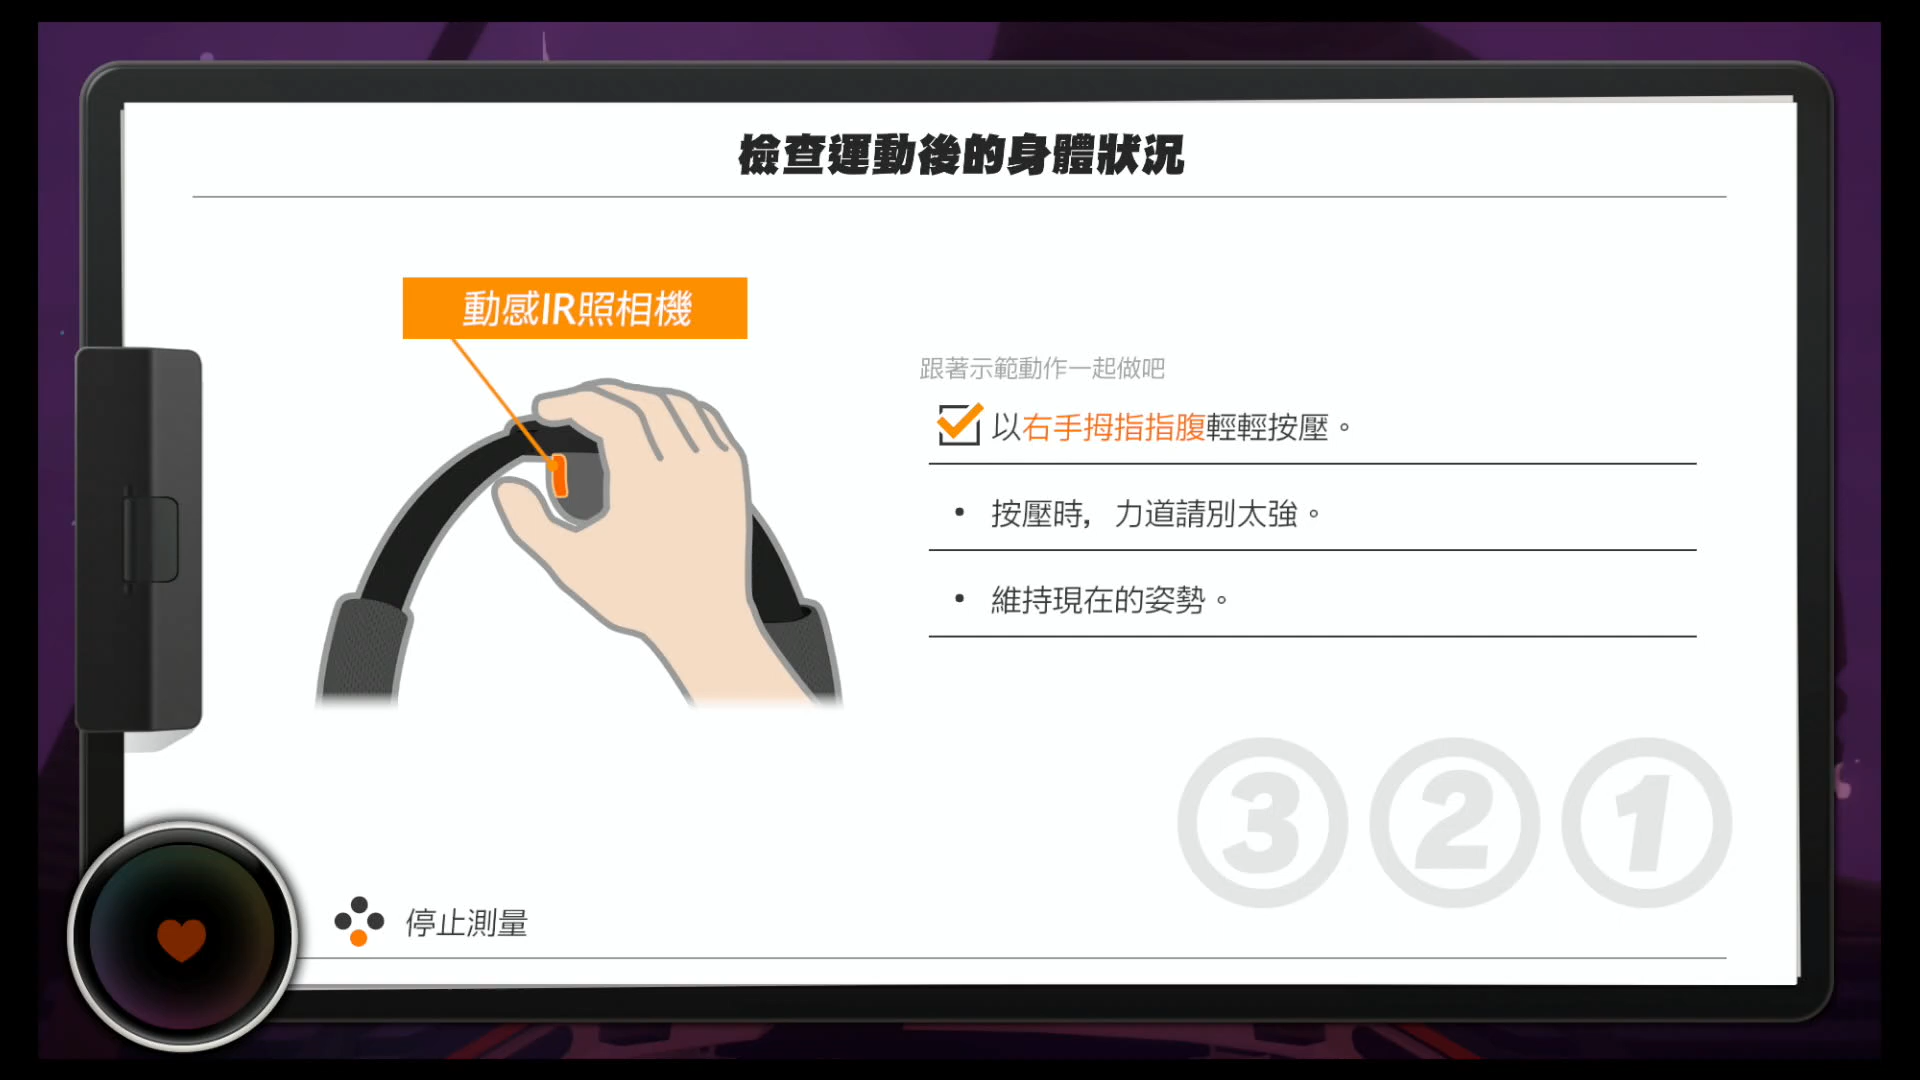 檢查運動後的身體狀況
動感IR照相機
跟著示範動作一起做吧
以右手拇指指腹輕輕按壓。
• 按壓時，力道請別太強。
• 維持現在的姿勢。
3 2 1
停止測量